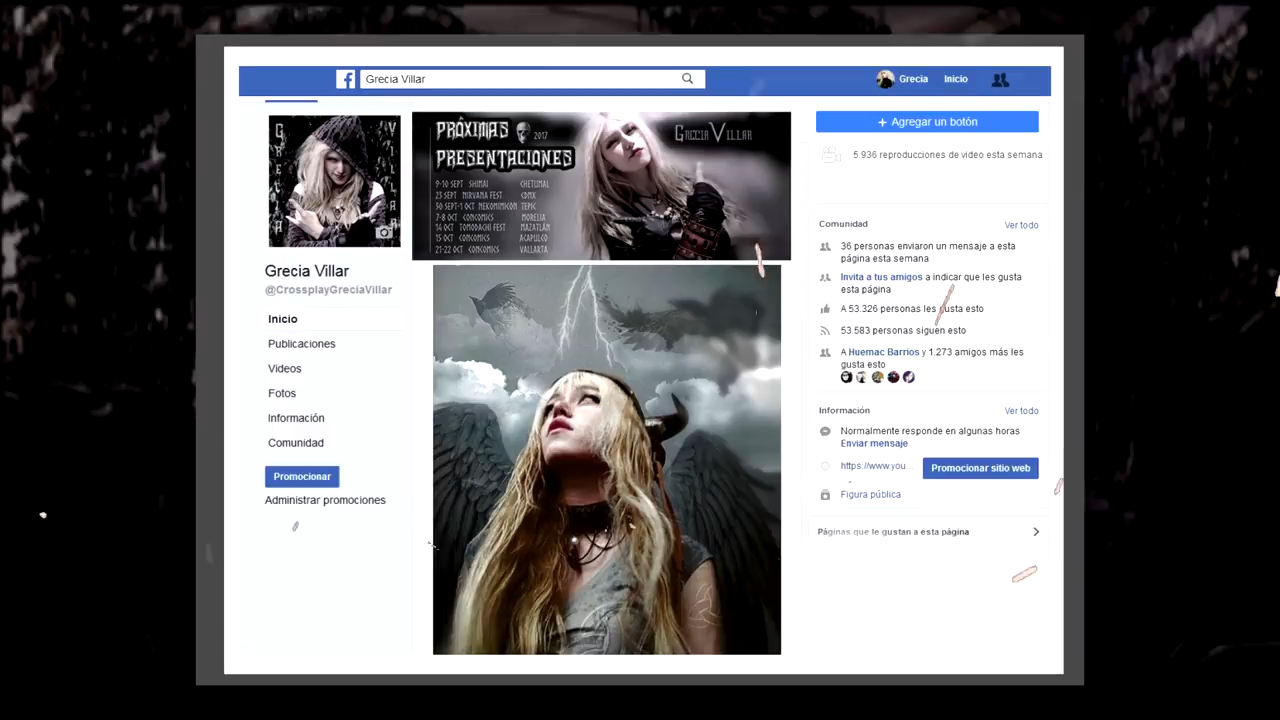 Grecia Villar
Grecia
Inicio
GRECIA
VILLAR
Grecia Villar
@CrossplayGreciaVillar
Inicio
Publicaciones
Videos
Fotos
Información
Comunidad
Promocionar
Administrar promociones
PRÓXIMAS 2017
PRESENTACIONES
GRECIA VILLAR
9-10 SEPT SHIMAI CHETUMAL
23 SEPT NIRVANA FEST CDMX
30 SEPT-1 OCT NEKOMIMICON TEPIC
7-8 OCT CONCOMICS MORELIA
14 OCT TOMODACHI FEST MAZATLÁN
15 OCT CONCOMICS ACAPULCO
21-22 OCT CONCOMICS VALLARTA
+ Agregar un botón
5.936 reproducciones de video esta semana
Comunidad Ver todo
36 personas enviaron un mensaje a esta
página esta semana
Invita a tus amigos a indicar que les gusta
esta página
A 53.326 personas les gusta esto
53.583 personas siguen esto
A Huemac Barrios y 1.273 amigos más les
gusta esto
Información Ver todo
Normalmente responde en algunas horas
Enviar mensaje
https://www.you...
Promocionar sitio web
Figura pública
Páginas que le gustan a esta página